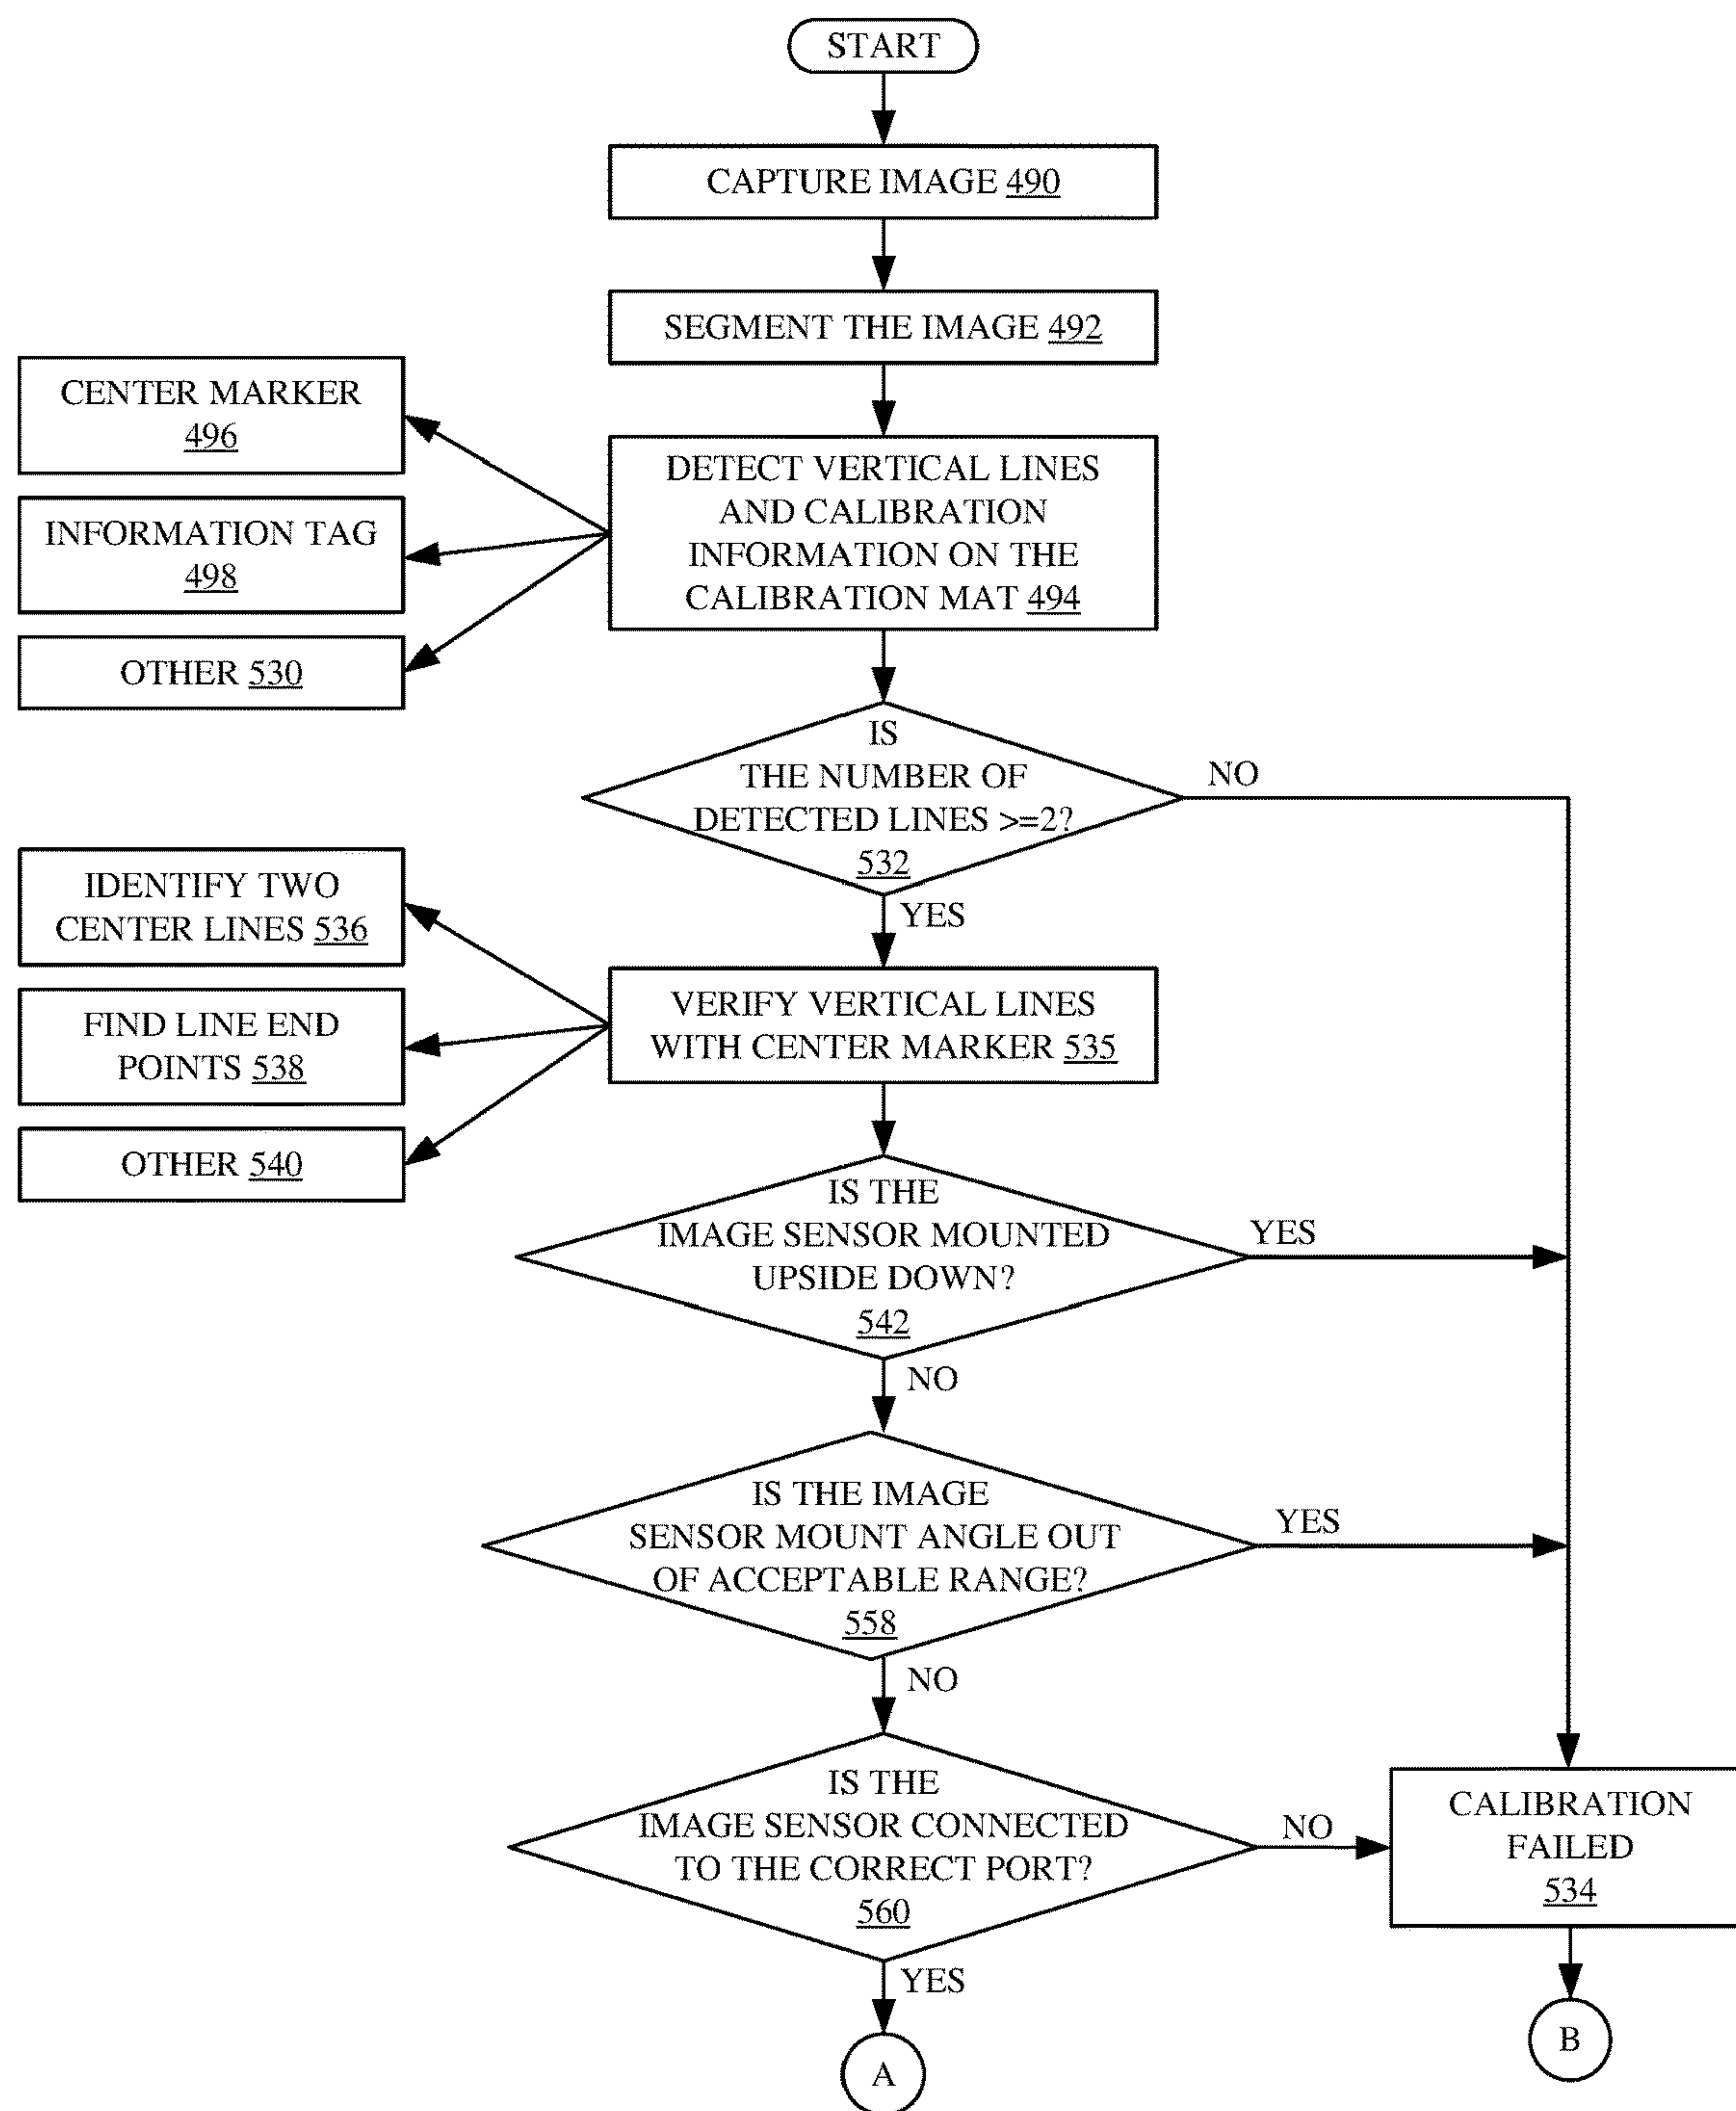 START
CAPTURE IMAGE 490
SEGMENT THE IMAGE 492
CENTER MARKER
496
INFORMATION TAG
498
OTHER 530
DETECT VERTICAL LINES
AND CALIBRATION
INFORMATION ON THE
CALIBRATION MAT 494
IS
THE NUMBER OF
DETECTED LINES >=2?
532
NO
YES
IDENTIFY TWO
CENTER LINES 536
FIND LINE END
POINTS 538
OTHER 540
VERIFY VERTICAL LINES
WITH CENTER MARKER 535
IS THE
IMAGE SENSOR MOUNTED
UPSIDE DOWN?
542
YES
NO
IS THE IMAGE
SENSOR MOUNT ANGLE OUT
OF ACCEPTABLE RANGE?
558
YES
NO
IS THE
IMAGE SENSOR CONNECTED
TO THE CORRECT PORT?
560
NO
YES
CALIBRATION
FAILED
534
A
B